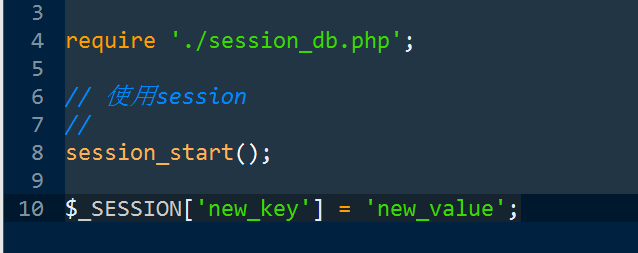 3
4 require './session_db.php';
5
6 // 使用session
7 //
8 session_start();
9
10 $_SESSION['new_key'] = 'new_value';